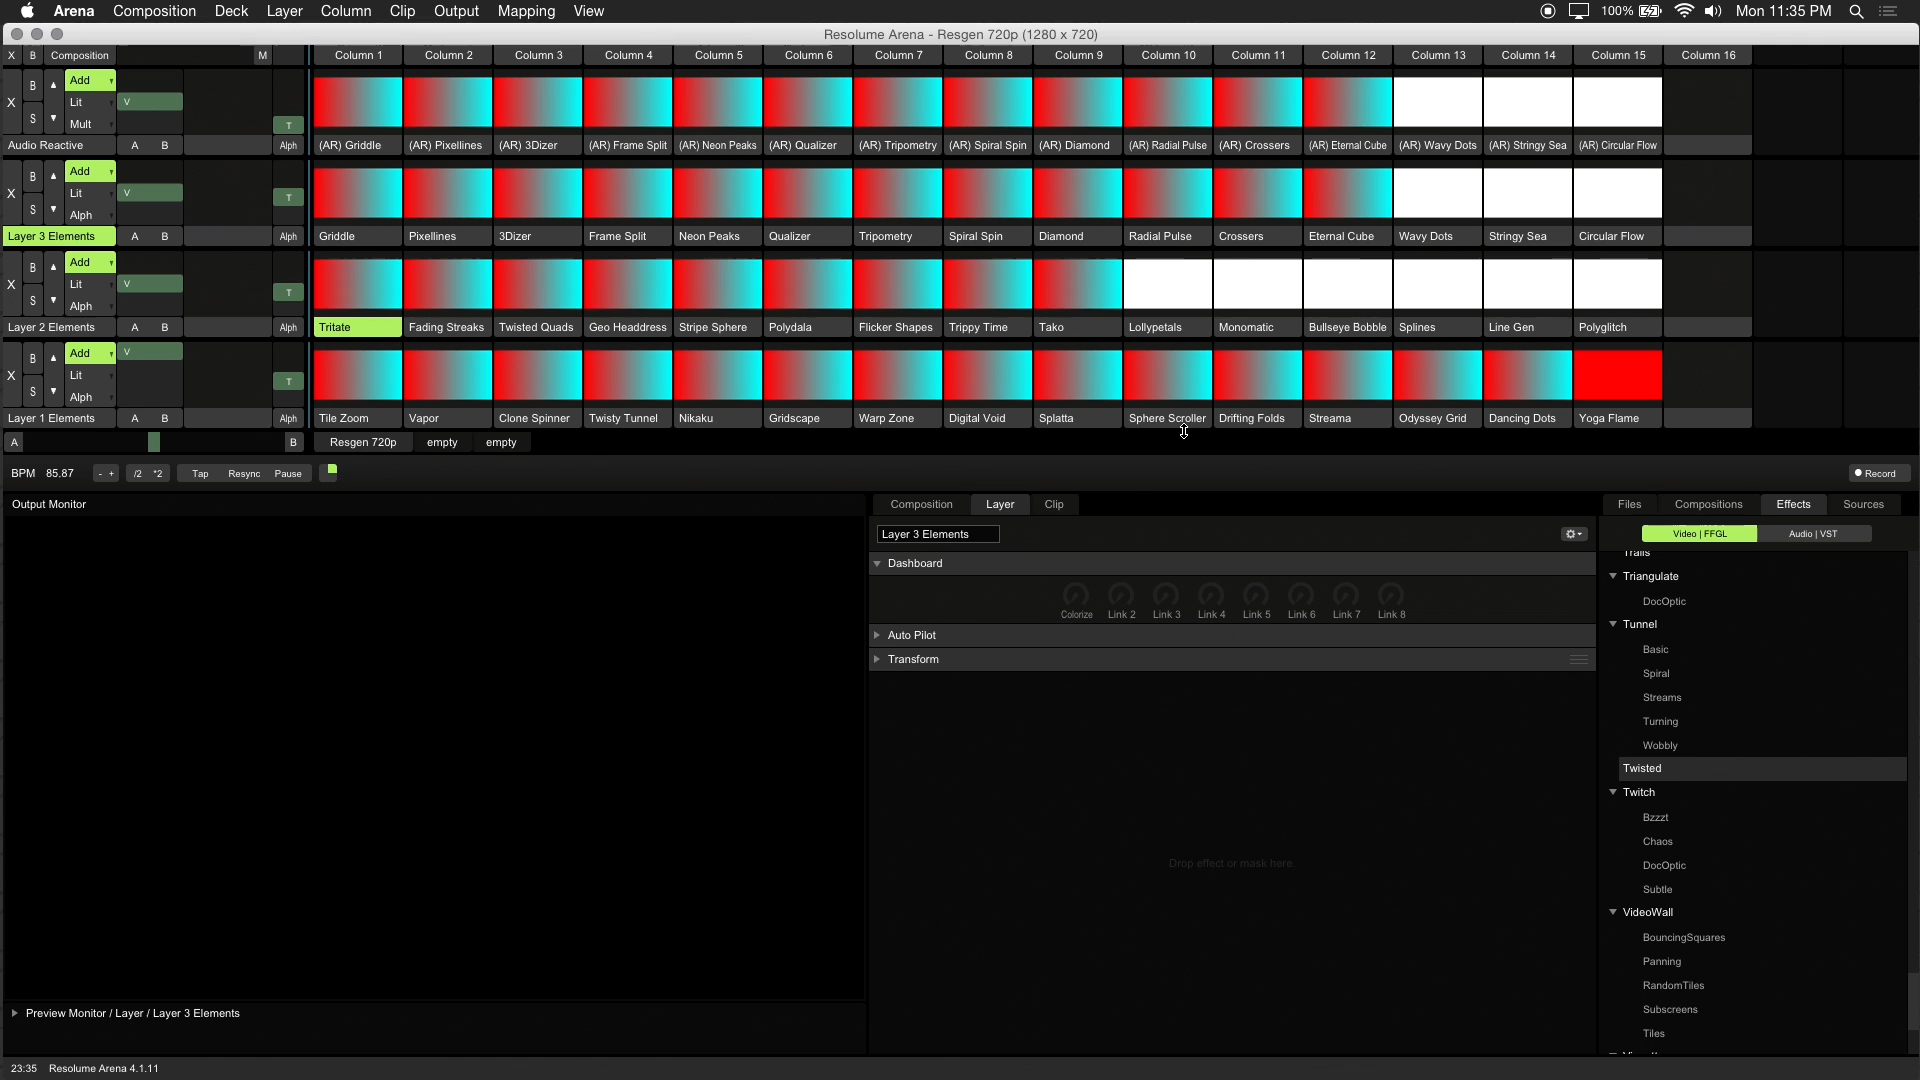 Arena Composition Deck Layer Column Clip Output Mapping View 100% Mon 11:35 PM
Resolume Arena - Resgen 720p (1280 x 720)
X B Composition M Column 1 Column 2 Column 3 Column 4 Column 5 Column 6 Column 7 Column 8 Column 9 Column 10 Column 11 Column 12 Column 13 Column 14 Column 15 Column 16
X B S Add Lit Mult V T
Audio Reactive A B Alph (AR) Griddle (AR) Pixellines (AR) 3Dizer (AR) Frame Split (AR) Neon Peaks (AR) Qualizer (AR) Tripometry (AR) Spiral Spin (AR) Diamond (AR) Radial Pulse (AR) Crossers (AR) Eternal Cube (AR) Wavy Dots (AR) Stringy Sea (AR) Circular Flow
X B S Add Lit Alph V T
Layer 3 Elements A B Alph Griddle Pixellines 3Dizer Frame Split Neon Peaks Qualizer Tripometry Spiral Spin Diamond Radial Pulse Crossers Eternal Cube Wavy Dots Stringy Sea Circular Flow
X B S Add Lit Alph V T
Layer 2 Elements A B Alph Tritate Fading Streaks Twisted Quads Geo Headdress Stripe Sphere Polydala Flicker Shapes Trippy Time Tako Lollypetals Monomatic Bullseye Bobble Splines Line Gen Polyglitch
X B S Add Lit Alph V T
Layer 1 Elements A B Alph Tile Zoom Vapor Clone Spinner Twisty Tunnel Nikaku Gridscape Warp Zone Digital Void Splatta Sphere Scroller Drifting Folds Streama Odyssey Grid Dancing Dots Yoga Flame
A B Resgen 720p empty empty
BPM 85.87 - + /2 *2 Tap Resync Pause Record
Output Monitor
Composition Layer Clip
Layer 3 Elements
Dashboard
Colorize Link 2 Link 3 Link 4 Link 5 Link 6 Link 7 Link 8
Auto Pilot
Transform
Drop effect or mask here.
Files Compositions Effects Sources
Video | FFGL Audio | VST
Trails
Triangulate
DocOptic
Tunnel
Basic
Spiral
Streams
Turning
Wobbly
Twisted
Twitch
Bzzzt
Chaos
DocOptic
Subtle
VideoWall
BouncingSquares
Panning
RandomTiles
Subscreens
Tiles
Preview Monitor / Layer / Layer 3 Elements
23:35 Resolume Arena 4.1.11